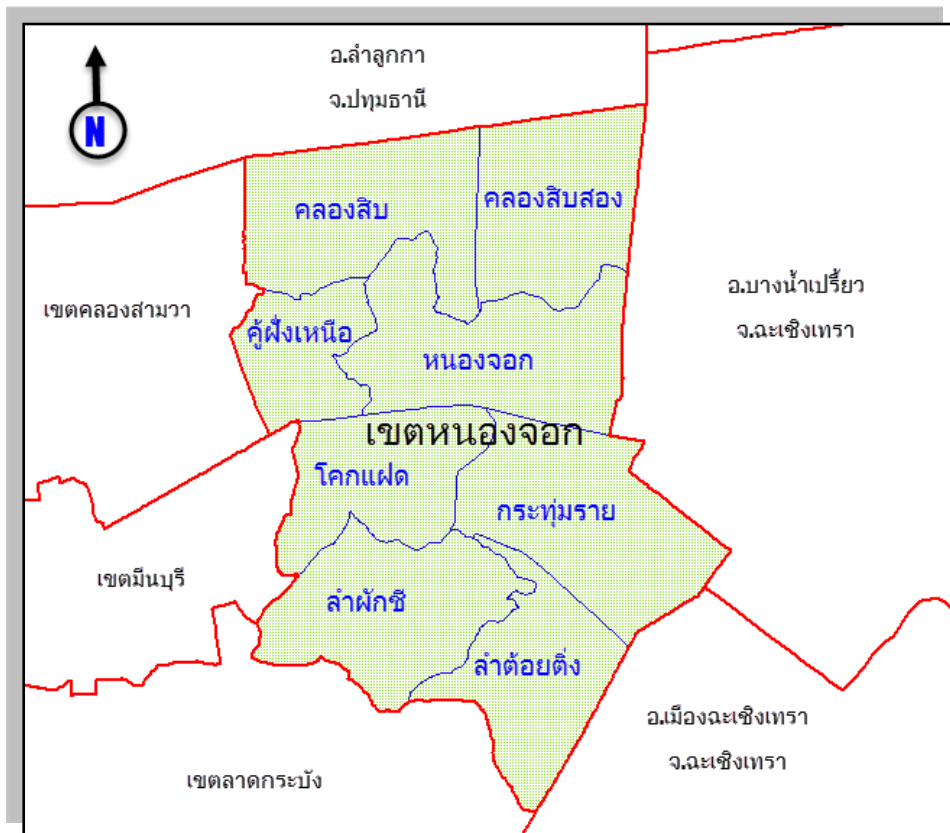 อ.ลำลูกกา
จ.ปทุมธานี
N
คลองสิบ
คลองสิบสอง
อ.บางน้ำเปรี้ยว
จ.ฉะเชิงเทรา
เขตคลองสามวา
คู้ฝั่งเหนือ
หนองจอก
เขตหนองจอก
โคกแฝด
กระทุ่มราย
เขตมีนบุรี
ลำผักชี
ลำต้อยติ่ง
อ.เมืองฉะเชิงเทรา
จ.ฉะเชิงเทรา
เขตลาดกระบัง